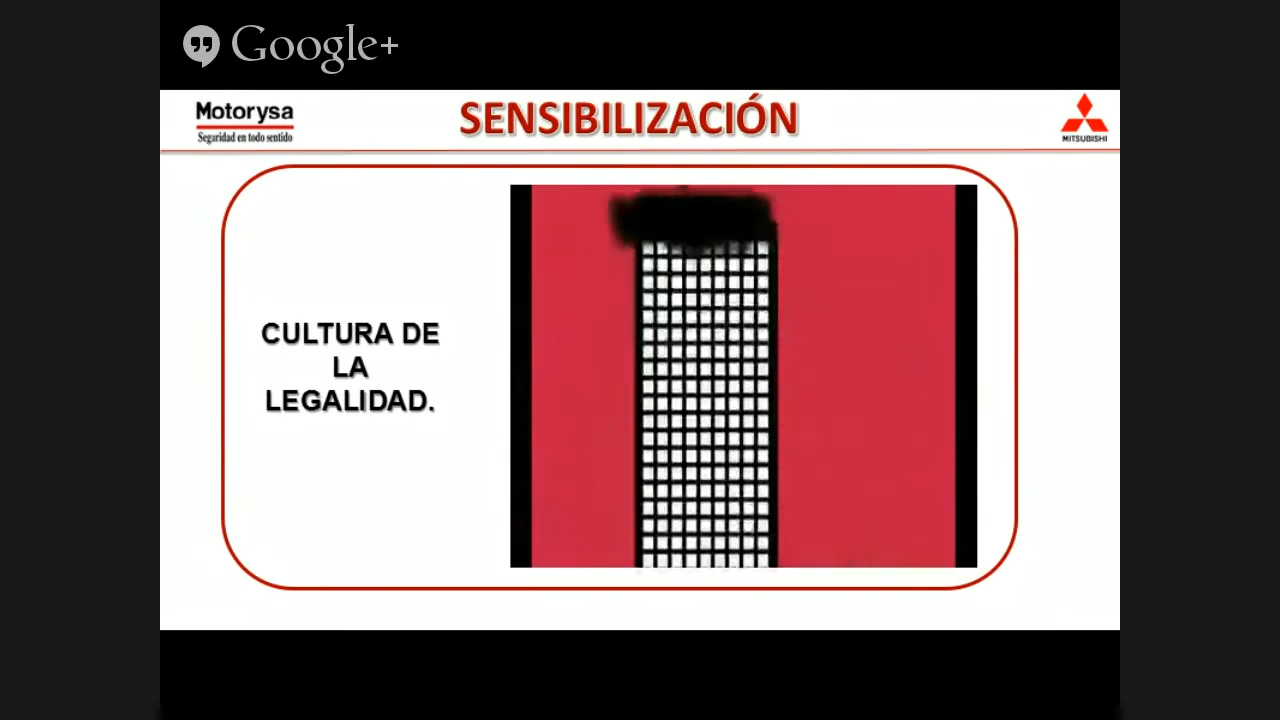 Google+
Motorysa
Seguridad en todo sentido
SENSIBILIZACIÓN
MITSUBISHI
CULTURA DE
LA
LEGALIDAD.